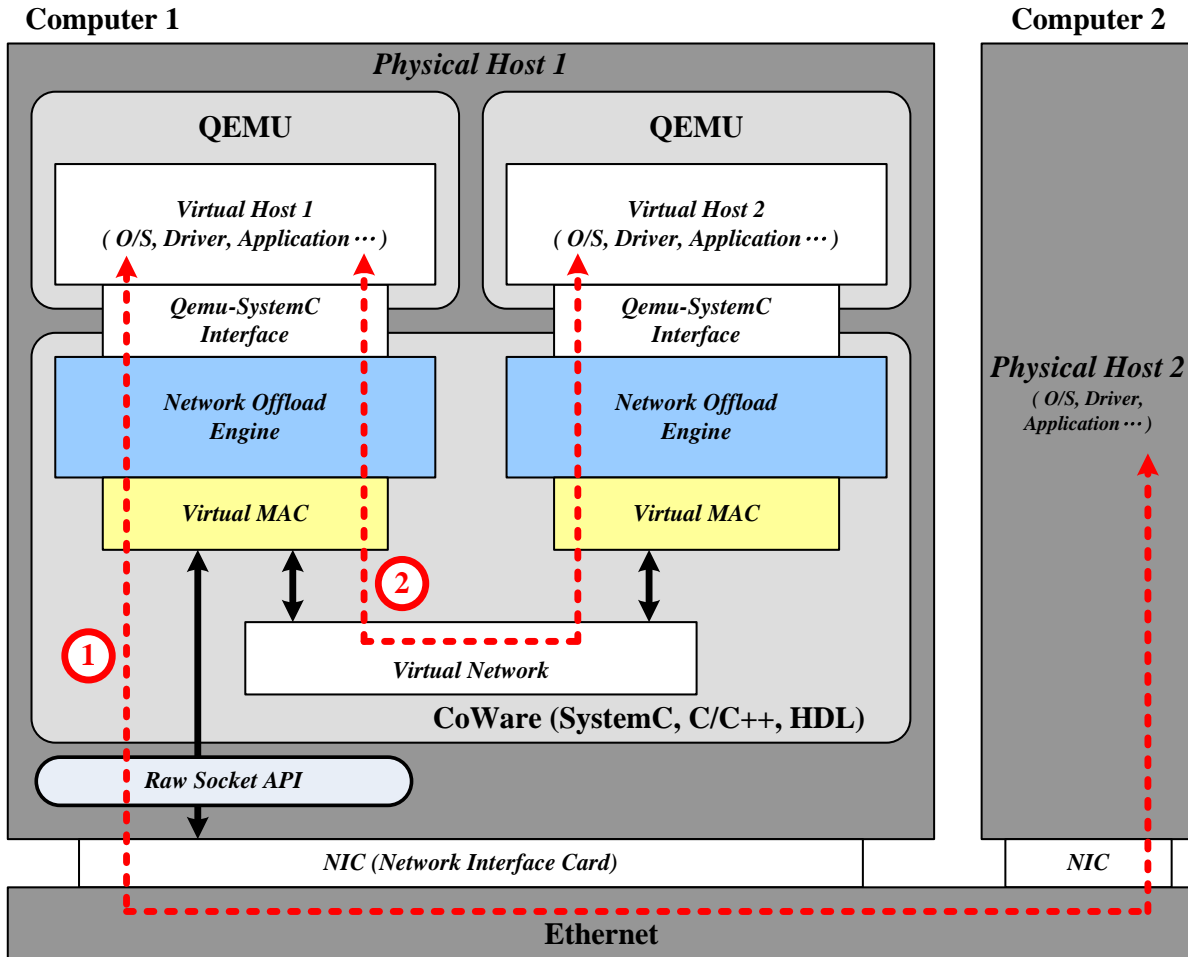 Computer 1
Computer 2
Physical Host 1
QEMU
QEMU
Virtual Host 1
( O/S, Driver, Application ··· )
Virtual Host 2
( O/S, Driver, Application ··· )
Qemu-SystemC
Interface
Qemu-SystemC
Interface
Network Offload
Engine
Network Offload
Engine
Physical Host 2
( O/S, Driver,
Application ··· )
Virtual MAC
Virtual MAC
2
1
Virtual Network
CoWare (SystemC, C/C++, HDL)
Raw Socket API
NIC (Network Interface Card)
NIC
Ethernet